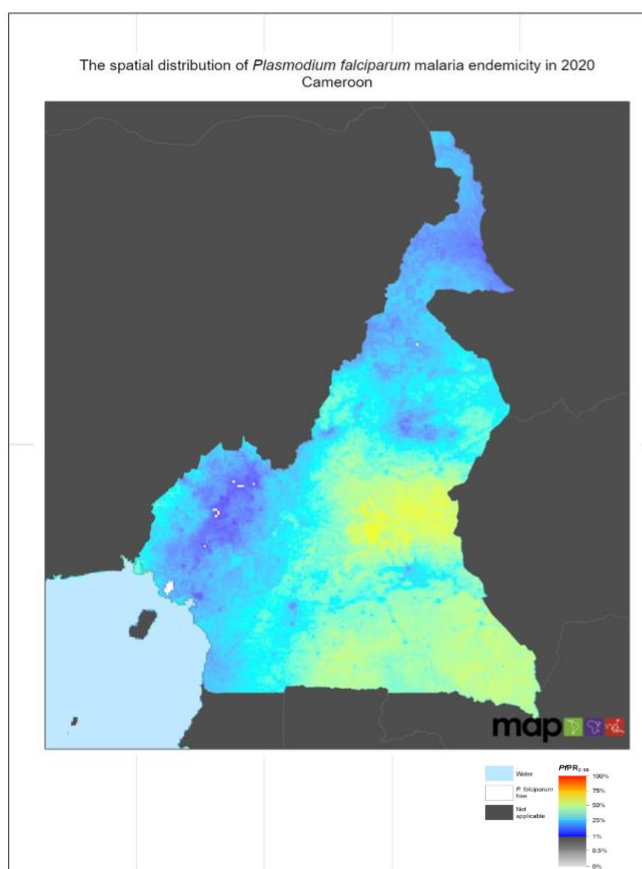 The spatial distribution of Plasmodium falciparum malaria endemicity in 2020
Cameroon
map
Water
P. falciparum
free
Not
applicable
PfPR2-10
100%
75%
50%
25%
1%
0.5%
0%